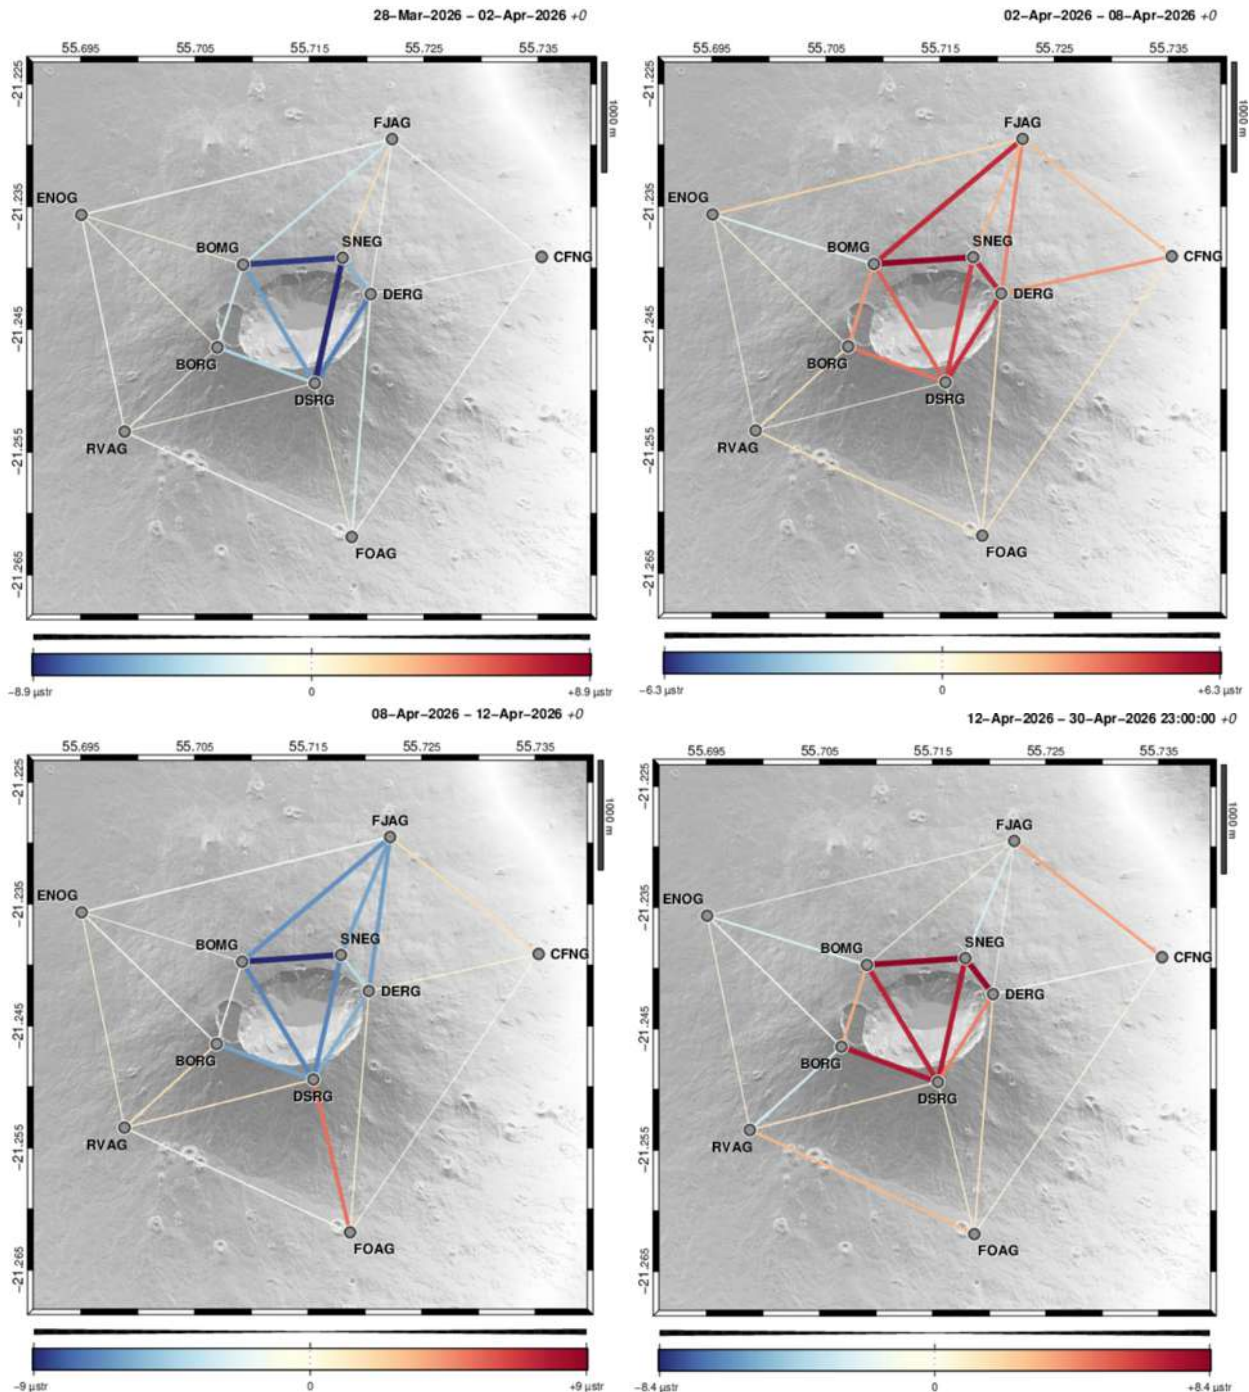 28-Mar-2026 - 02-Apr-2026 +0
55.695 55.705 55.715 55.725 55.735
1000 m
-21.225
-21.235
-21.245
-21.255
-21.265
FJAG
ENOG
BOMG
SNEG
CFNG
DERG
BORG
DSRG
RVAG
FOAG
-8.9 µstr 0 +8.9 µstr
02-Apr-2026 - 08-Apr-2026 +0
55.695 55.705 55.715 55.725 55.735
1000 m
-21.225
-21.235
-21.245
-21.255
-21.265
FJAG
ENOG
BOMG
SNEG
CFNG
DERG
BORG
DSRG
RVAG
FOAG
-6.3 µstr 0 +6.3 µstr
08-Apr-2026 - 12-Apr-2026 +0
55.695 55.705 55.715 55.725 55.735
1000 m
-21.225
-21.235
-21.245
-21.255
-21.265
FJAG
ENOG
BOMG
SNEG
CFNG
DERG
BORG
DSRG
RVAG
FOAG
-9 µstr 0 +9 µstr
12-Apr-2026 - 30-Apr-2026 23:00:00 +0
55.695 55.705 55.715 55.725 55.735
1000 m
-21.225
-21.235
-21.245
-21.255
-21.265
FJAG
ENOG
BOMG
SNEG
CFNG
DERG
BORG
DSRG
RVAG
FOAG
-8.4 µstr 0 +8.4 µstr